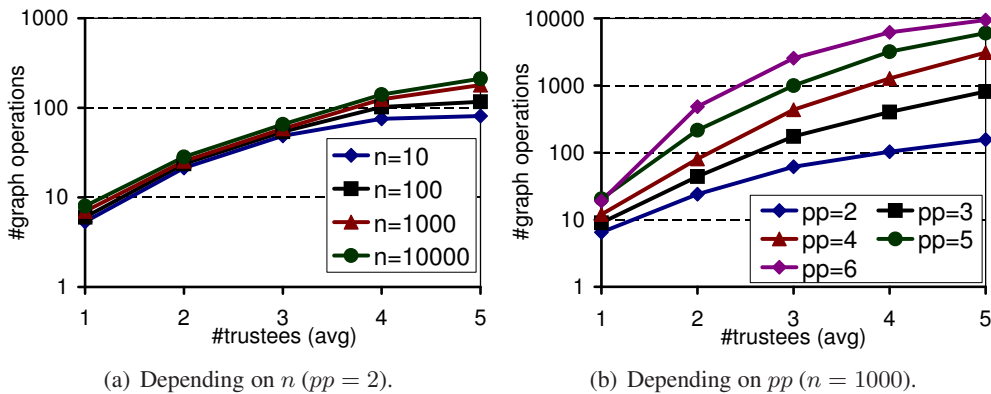 1000
100
10
1
#graph operations
n=10
n=100
n=1000
n=10000
1 2 3 4 5
#trustees (avg)
(a) Depending on n (pp = 2).
10000
1000
100
10
1
#graph operations
pp=2 pp=3
pp=4 pp=5
pp=6
1 2 3 4 5
#trustees (avg)
(b) Depending on pp (n = 1000).